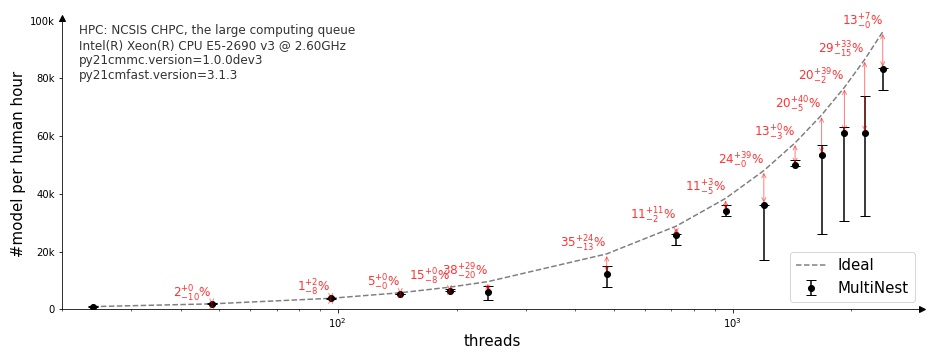 HPC: NCSIS CHPC, the large computing queue
Intel(R) Xeon(R) CPU E5-2690 v3 @ 2.60GHz
py21cmmc.version=1.0.0dev3
py21cmfast.version=3.1.3
#model per human hour
100k
80k
60k
40k
20k
0
2+0−10%
1+2−8%
5+0−0%
15+0−8%
38+29−20%
35+24−13%
11+11−2%
11+3−5%
24+39−0%
13+0−3%
20+40−5%
20+39−2%
29+33−15%
13+7−0%
Ideal
MultiNest
10²
10³
threads